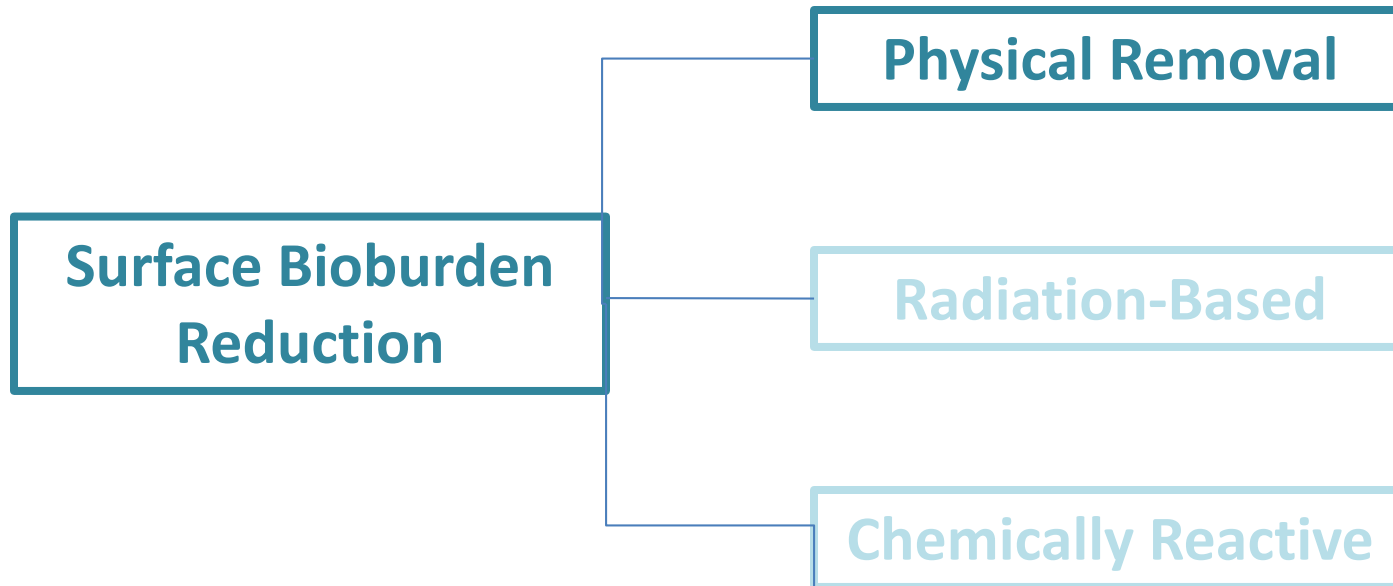 Physical Removal
Surface Bioburden
Reduction
Radiation-Based
Chemically Reactive